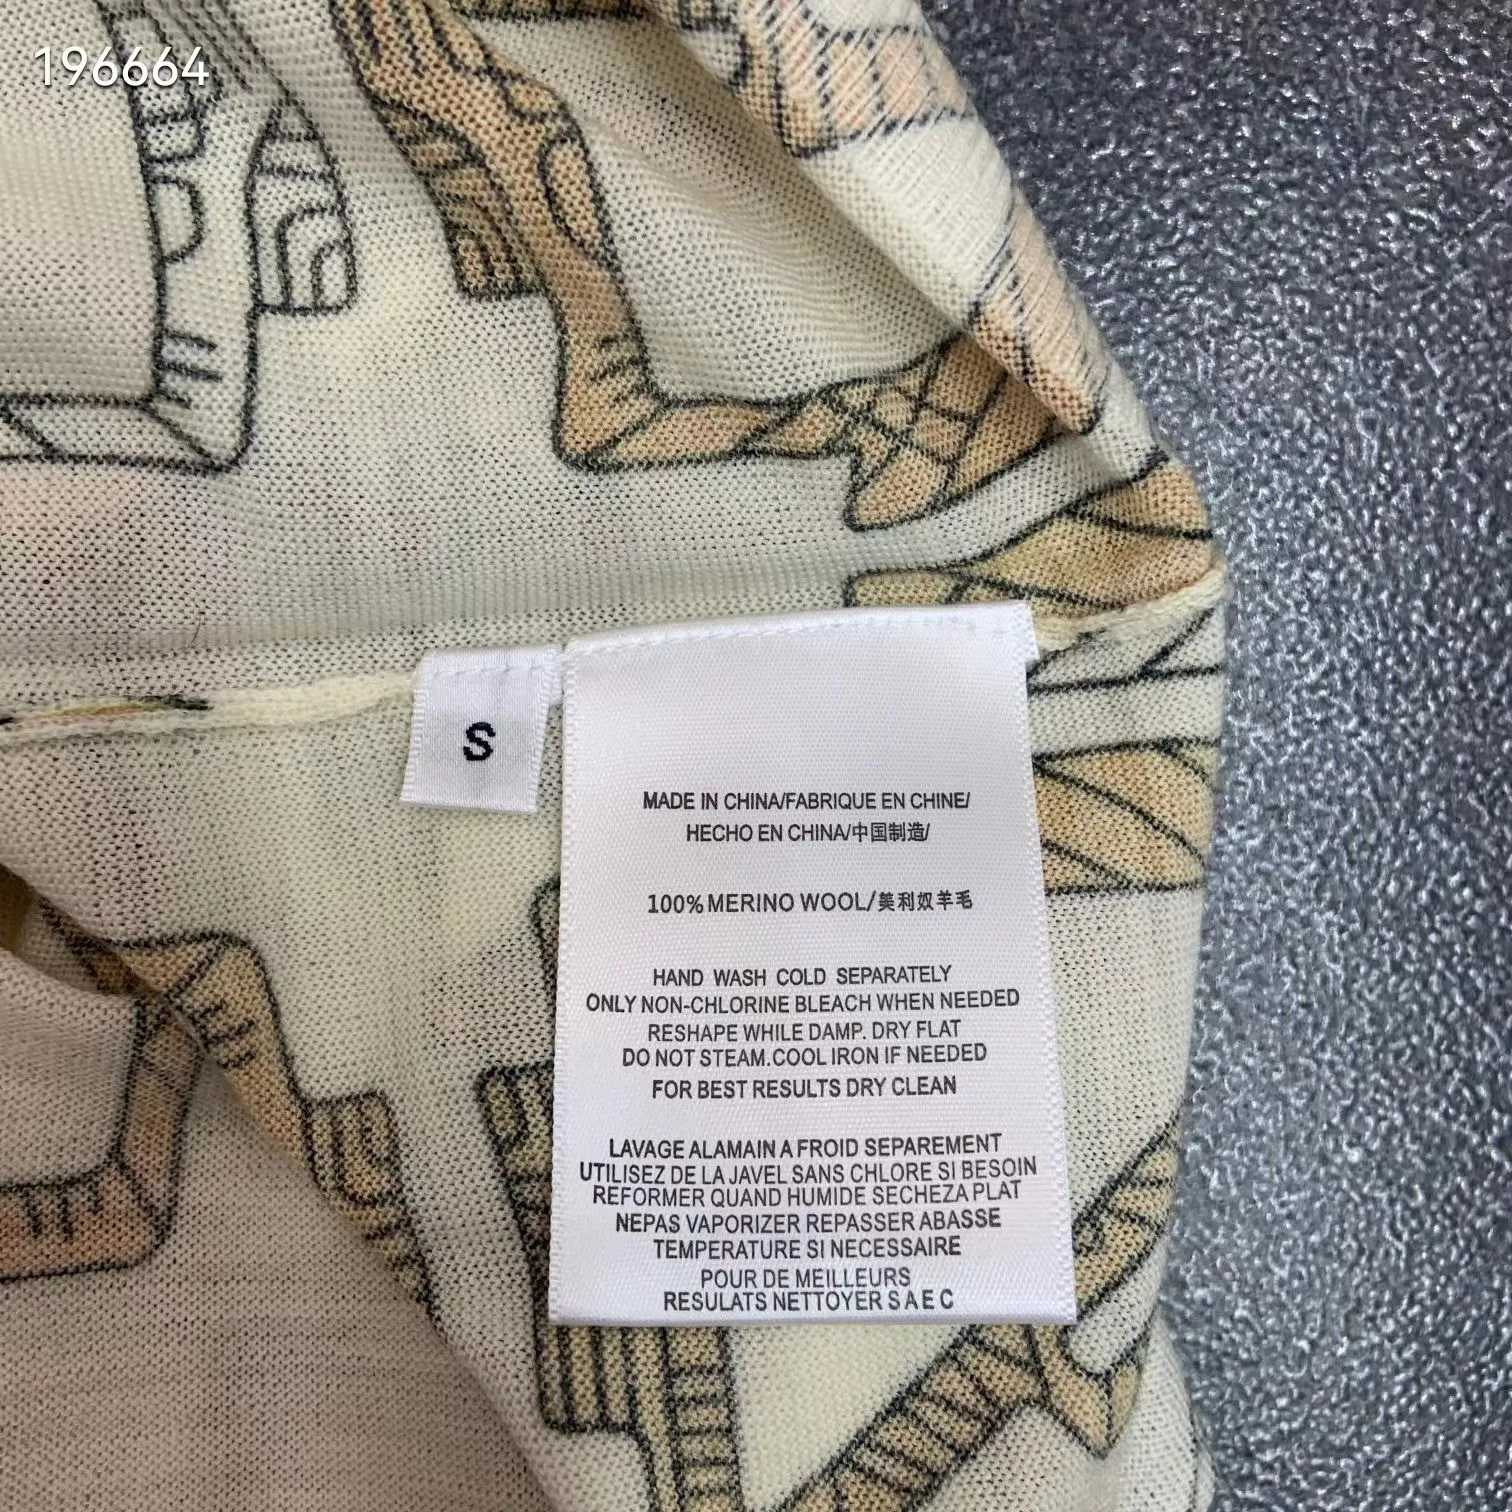 196664
S
MADE IN CHINA/FABRIQUE EN CHINE/
HECHO EN CHINA/中国制造/
100% MERINO WOOL/美利奴羊毛
HAND WASH COLD SEPARATELY
ONLY NON-CHLORINE BLEACH WHEN NEEDED
RESHAPE WHILE DAMP. DRY FLAT
DO NOT STEAM.COOL IRON IF NEEDED
FOR BEST RESULTS DRY CLEAN
LAVAGE ALAMAIN A FROID SEPAREMENT
UTILISEZ DE LA JAVEL SANS CHLORE SI BESOIN
REFORMER QUAND HUMIDE SECHEZA PLAT
NEPAS VAPORIZER REPASSER ABASSE
TEMPERATURE SI NECESSAIRE
POUR DE MEILLEURS
RESULATS NETTOYER S A E C